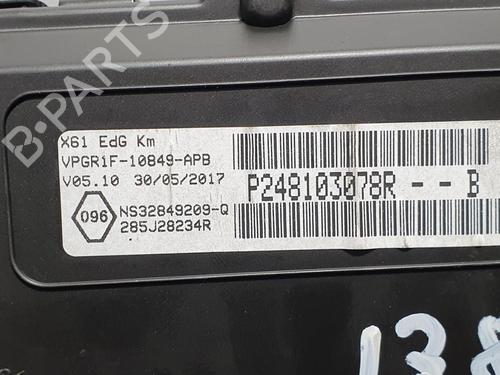 B-PARTS
X61 EdG Km
VPGR1F-10849-APB
V05.10 30/05/2017
P248103078R - - B
096
NS32849209-Q
285J28234R